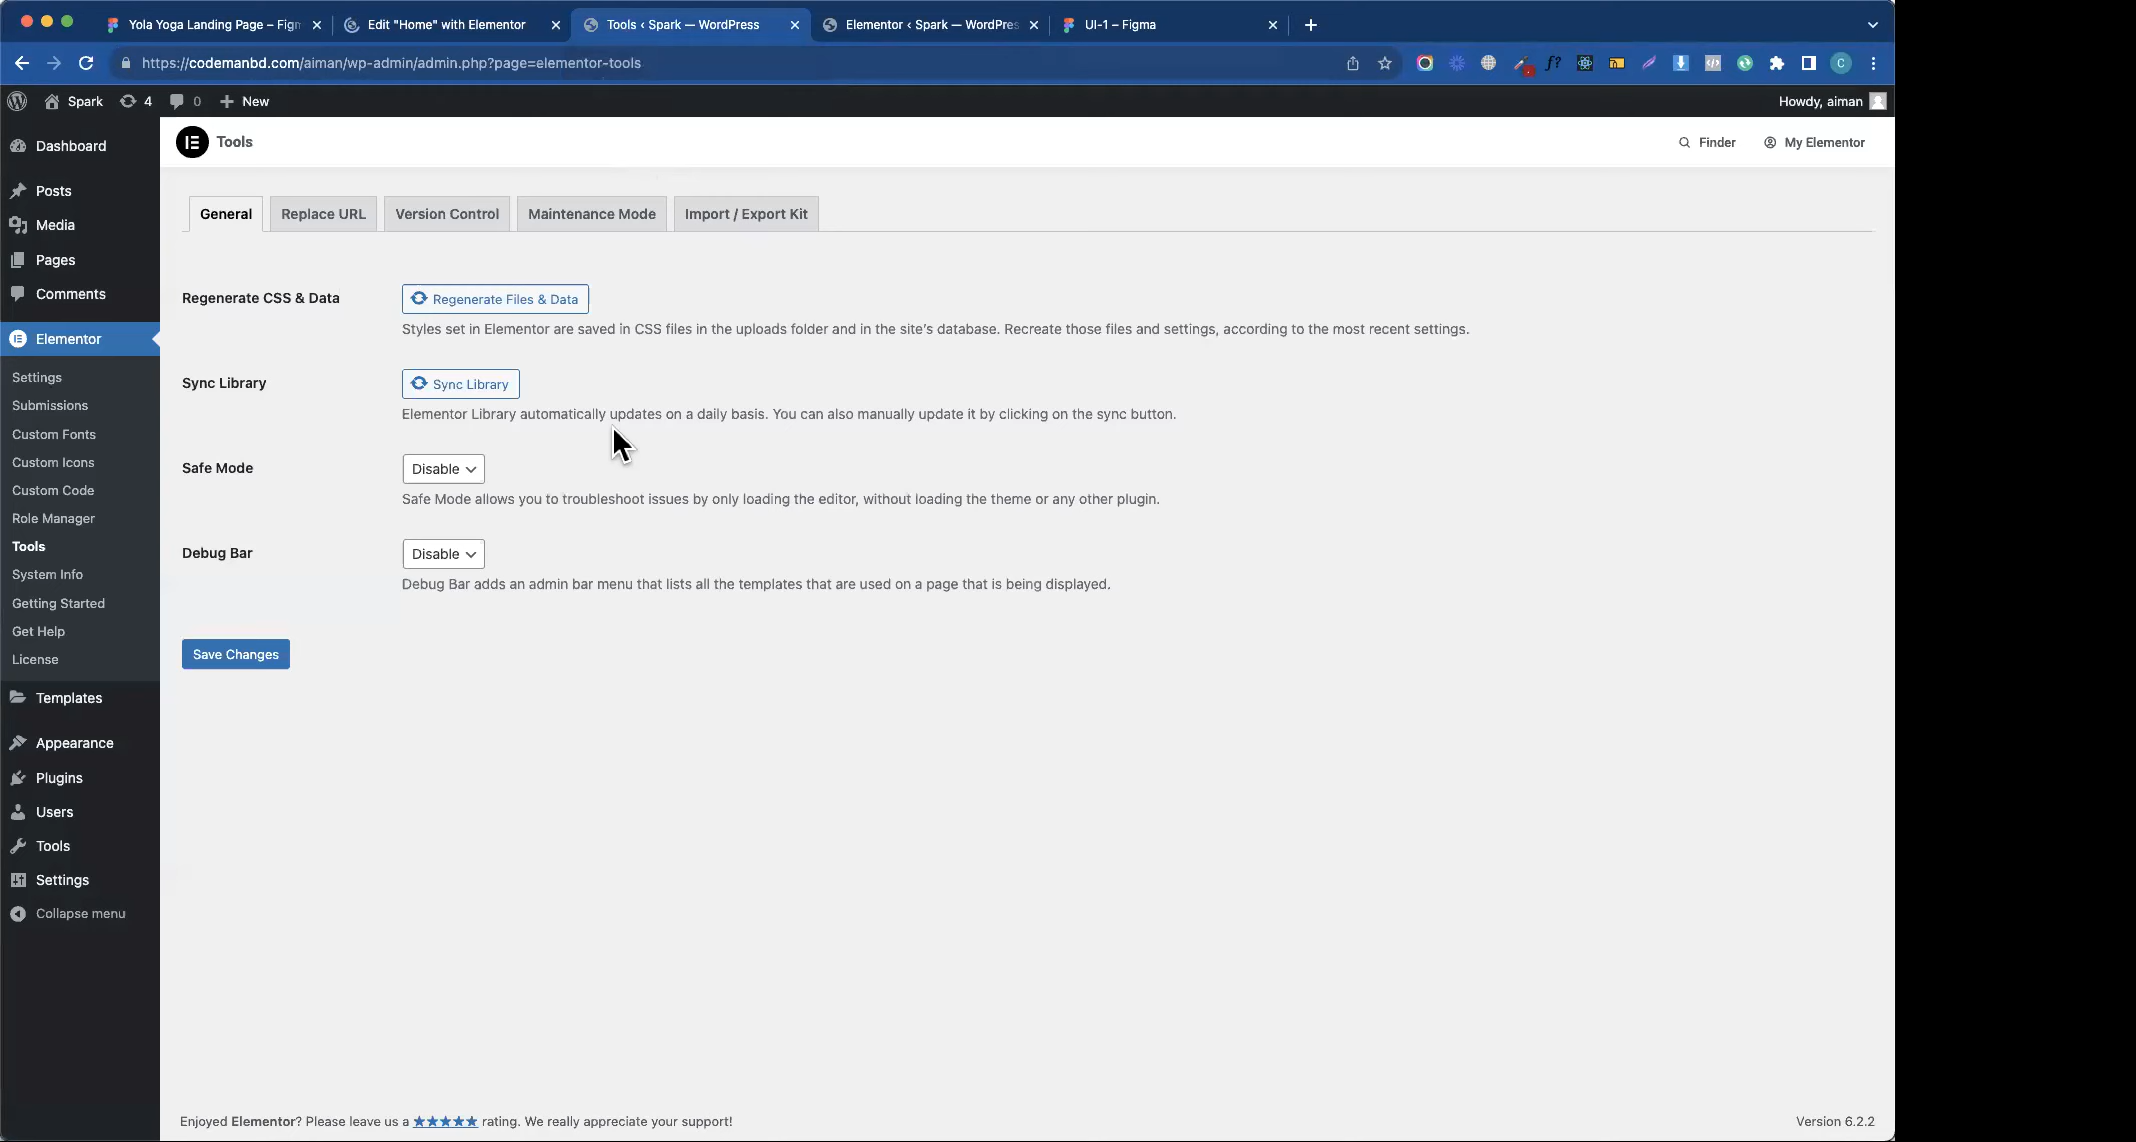 Yola Yoga Landing Page – Fig
Edit "Home" with Elementor
Tools ‹ Spark — WordPress
Elementor ‹ Spark — WordPres
UI-1 – Figma
https://codemanbd.com/aiman/wp-admin/admin.php?page=elementor-tools
f?
C
Spark
4
0
New
Howdy, aiman
Dashboard
Posts
Media
Pages
Comments
Elementor
Settings
Submissions
Custom Fonts
Custom Icons
Custom Code
Role Manager
Tools
System Info
Getting Started
Get Help
License
Templates
Appearance
Plugins
Users
Tools
Settings
Collapse menu
Tools
Finder
My Elementor
General
Replace URL
Version Control
Maintenance Mode
Import / Export Kit
Regenerate CSS & Data
Regenerate Files & Data
Styles set in Elementor are saved in CSS files in the uploads folder and in the site's database. Recreate those files and settings, according to the most recent settings.
Sync Library
Sync Library
Elementor Library automatically updates on a daily basis. You can also manually update it by clicking on the sync button.
Safe Mode
Disable
Safe Mode allows you to troubleshoot issues by only loading the editor, without loading the theme or any other plugin.
Debug Bar
Disable
Debug Bar adds an admin bar menu that lists all the templates that are used on a page that is being displayed.
Save Changes
Enjoyed Elementor? Please leave us a ★★★★★ rating. We really appreciate your support!
Version 6.2.2